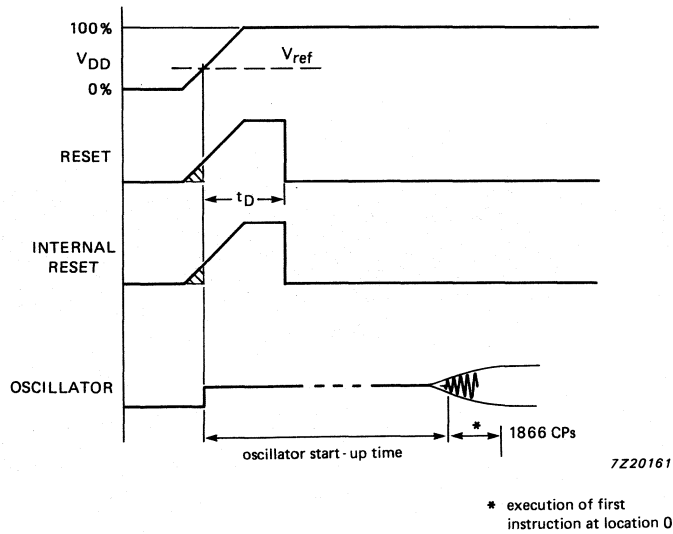 100%
VDD
Vref
0%
RESET
tD
INTERNAL
RESET
OSCILLATOR
* 1866 CPs
oscillator start-up time
7Z20161
* execution of first
instruction at location 0